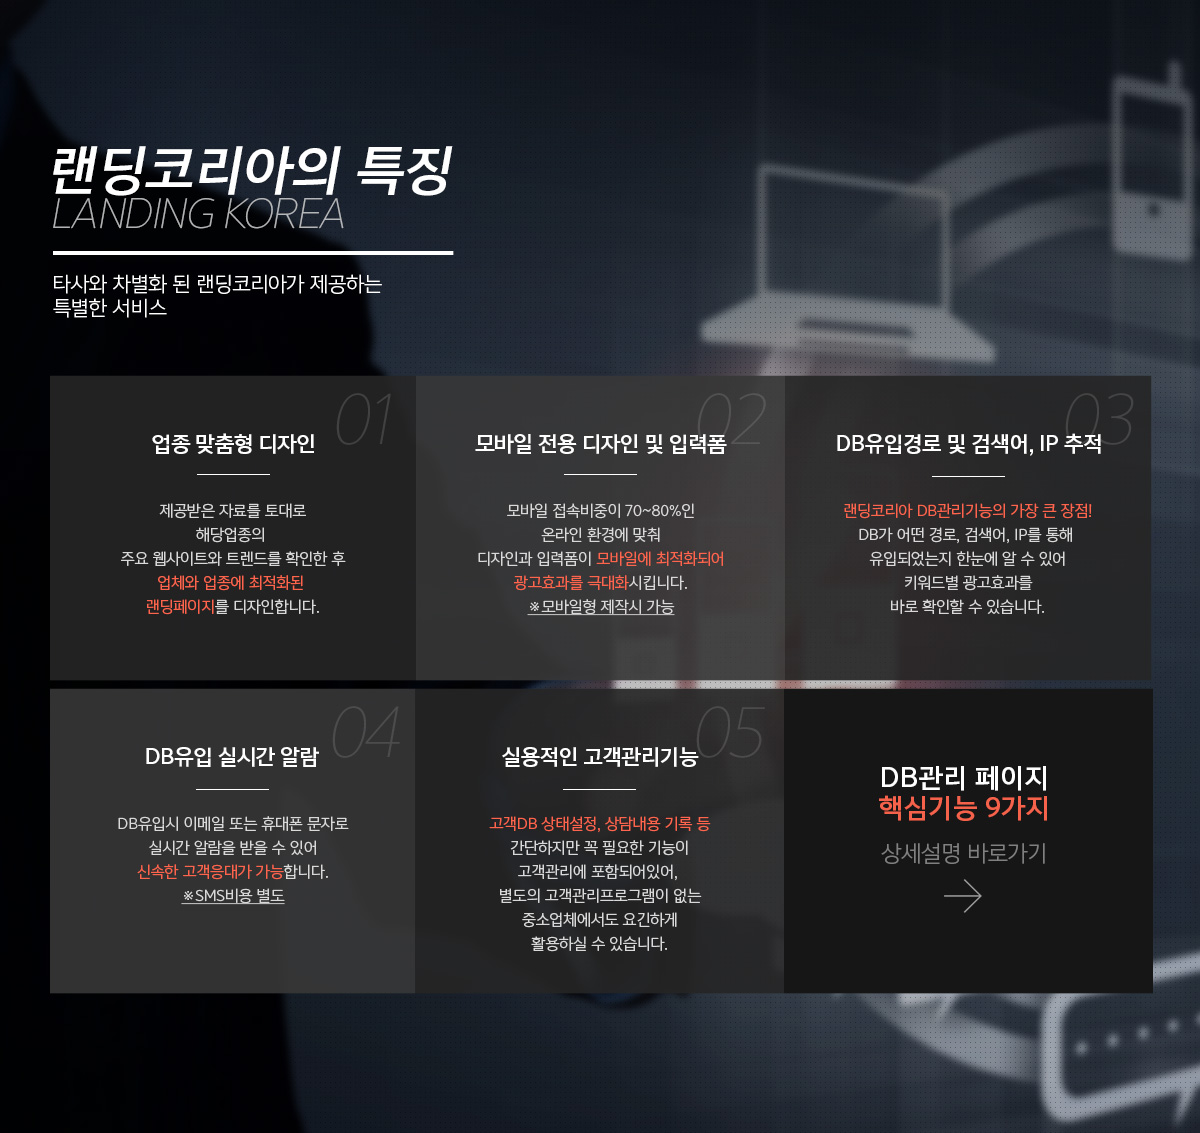 랜딩코리아의 특징
LANDING KOREA
타사와 차별화 된 랜딩코리아가 제공하는
특별한 서비스
01
업종 맞춤형 디자인
제공받은 자료를 토대로
해당업종의
주요 웹사이트와 트렌드를 확인한 후
업체와 업종에 최적화된
랜딩페이지를 디자인합니다.
02
모바일 전용 디자인 및 입력폼
모바일 접속비중이 70~80%인
온라인 환경에 맞춰
디자인과 입력폼이 모바일에 최적화되어
광고효과를 극대화시킵니다.
※모바일형 제작시 가능
03
DB유입경로 및 검색어, IP 추적
랜딩코리아 DB관리기능의 가장 큰 장점!
DB가 어떤 경로, 검색어, IP를 통해
유입되었는지 한눈에 알 수 있어
키워드별 광고효과를
바로 확인할 수 있습니다.
04
DB유입 실시간 알람
DB유입시 이메일 또는 휴대폰 문자로
실시간 알람을 받을 수 있어
신속한 고객응대가 가능합니다.
※SMS비용 별도
05
실용적인 고객관리기능
고객DB 상태설정, 상담내용 기록 등
간단하지만 꼭 필요한 기능이
고객관리에 포함되어있어,
별도의 고객관리프로그램이 없는
중소업체에서도 요긴하게
활용하실 수 있습니다.
DB관리 페이지
핵심기능 9가지
상세설명 바로가기